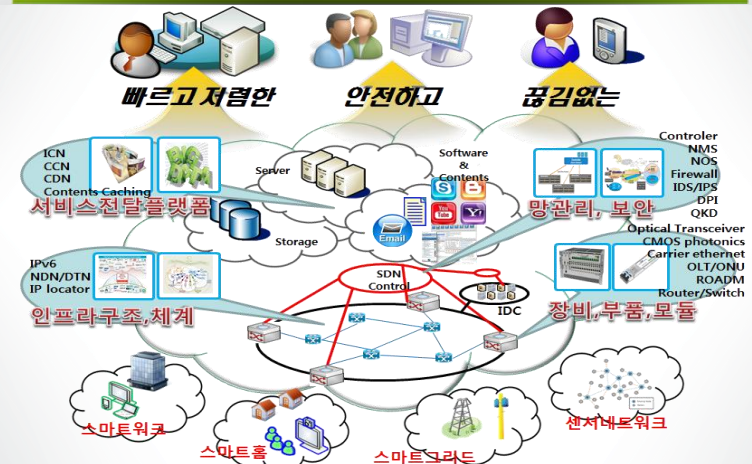 빠르고 저렴한
안전하고
끊김없는
ICN
CCN
CDN
Contents Caching
서비스전달플랫폼
Server
Storage
Software
&
Contents
You
Tube
Email
Controler
NMS
NOS
Firewall
IDS/IPS
DPI
QKD
망관리, 보안
IPv6
NDN/DTN
IP locator
인프라구조,체계
SDN
Control
IDC
Optical Transceiver
CMOS photonics
Carrier ethernet
OLT/ONU
ROADM
Router/Switch
장비,부품,모듈
스마트워크
스마트홈
스마트그리드
센서네트워크